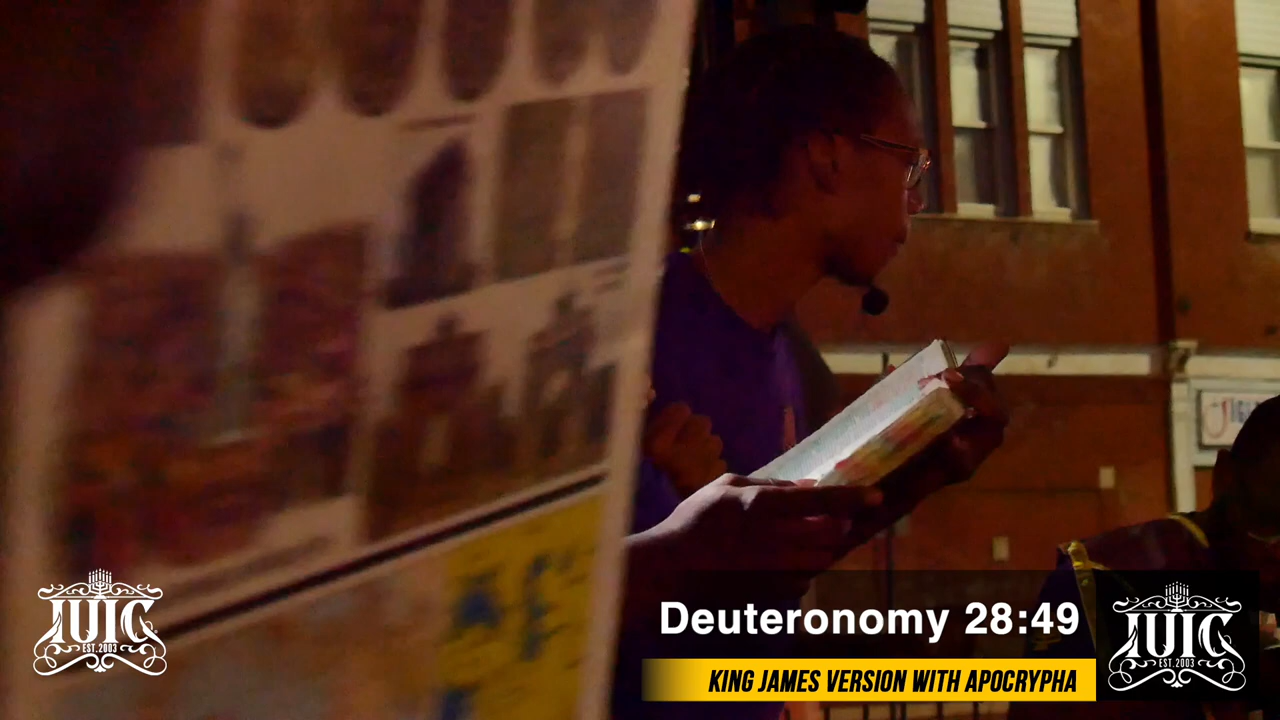 IUIC
EST. 2003
Deuteronomy 28:49
KING JAMES VERSION WITH APOCRYPHA
IUIC
EST. 2003